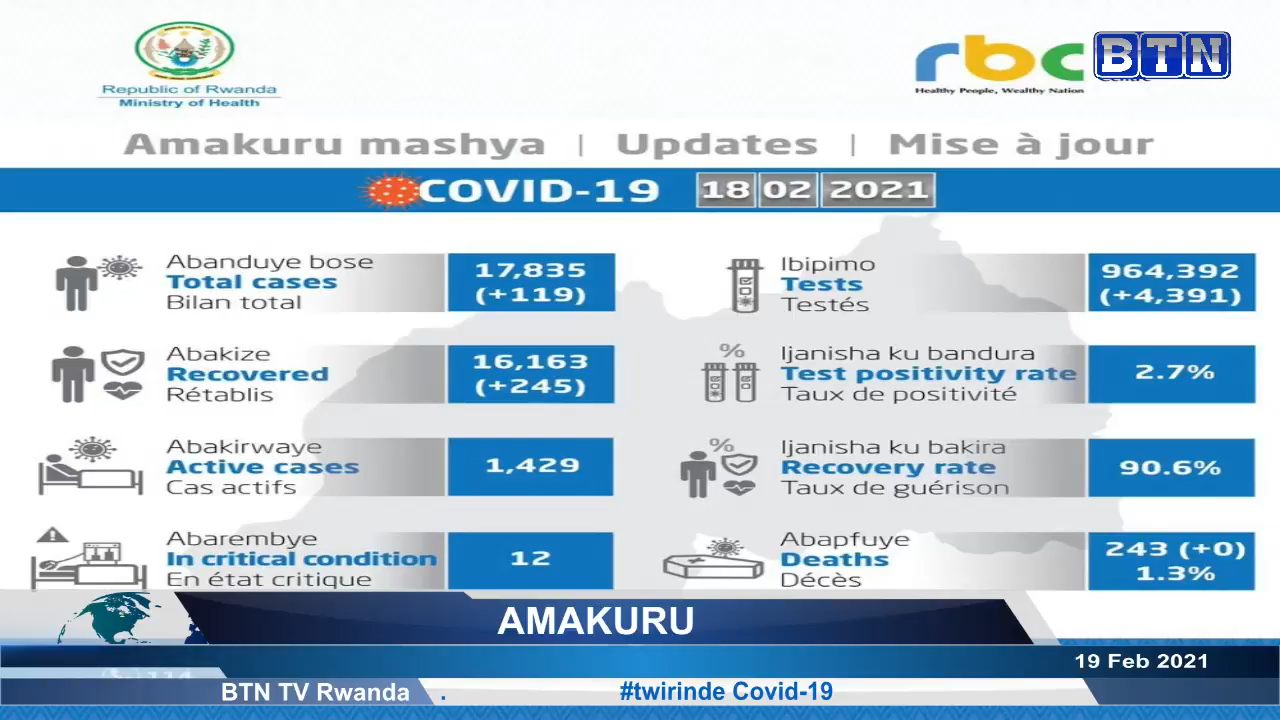 Republic of Rwanda
Ministry of Health
rbc
Healthy People, Wealthy Nation
BTN
Amakuru mashya | Updates | Mise à jour
COVID-19 18 02 2021
Abanduye bose
Total cases
Bilan total
17,835
(+119)
Ibipimo
Tests
Testés
964,392
(+4,391)
Abakize
Recovered
Rétablis
16,163
(+245)
%
Ijanisha ku bandura
Test positivity rate
Taux de positivité
2.7%
Abakirwaye
Active cases
Cas actifs
1,429
%
Ijanisha ku bakira
Recovery rate
Taux de guérison
90.6%
Abarembye
In critical condition
En état critique
12
Abapfuye
Deaths
Décès
243 (+0)
1.3%
AMAKURU
19 Feb 2021
BTN TV Rwanda . #twirinde Covid-19